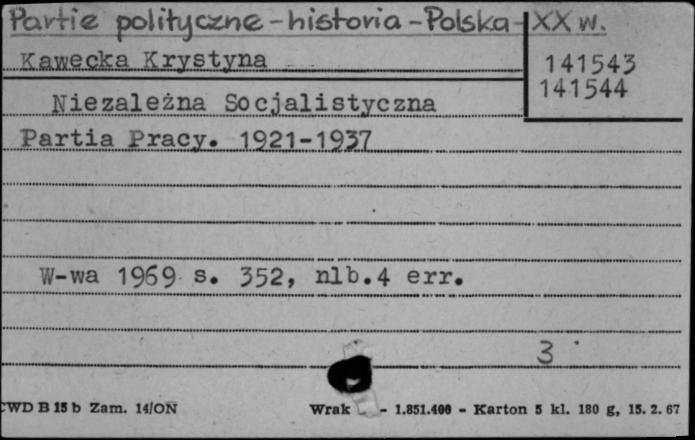 Partie polityczne - historia - Polska - XX w.
Kawecka Krystyna
141543
141544
Niezależna Socjalistyczna
Partia Pracy. 1921-1937
W-wa 1969 s. 352, nlb.4 err.
3
CWD B 15 b Zam. 14/ON Wrak - 1.851.400 - Karton 5 kl. 180 g, 15. 2. 67